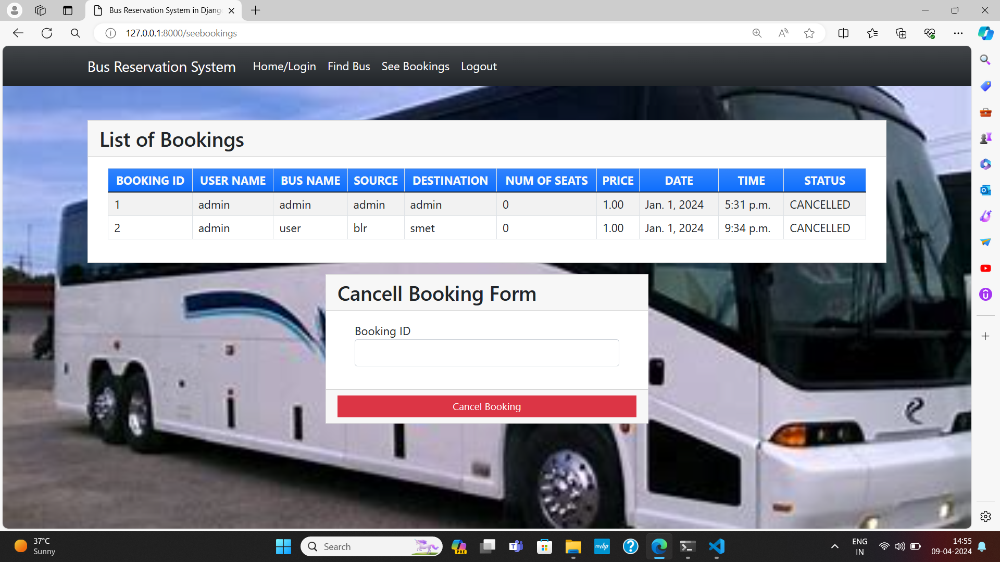 Bus Reservation System in Djang
127.0.0.1:8000/seebookings
Bus Reservation System Home/Login Find Bus See Bookings Logout
List of Bookings
BOOKING ID USER NAME BUS NAME SOURCE DESTINATION NUM OF SEATS PRICE DATE TIME STATUS
1 admin admin admin admin 0 1.00 Jan. 1, 2024 5:31 p.m. CANCELLED
2 admin user blr smet 0 1.00 Jan. 1, 2024 9:34 p.m. CANCELLED
Cancell Booking Form
Booking ID
Cancel Booking
37°C
Sunny
Search
PRE
myhp
ENG
IN
14:55
09-04-2024